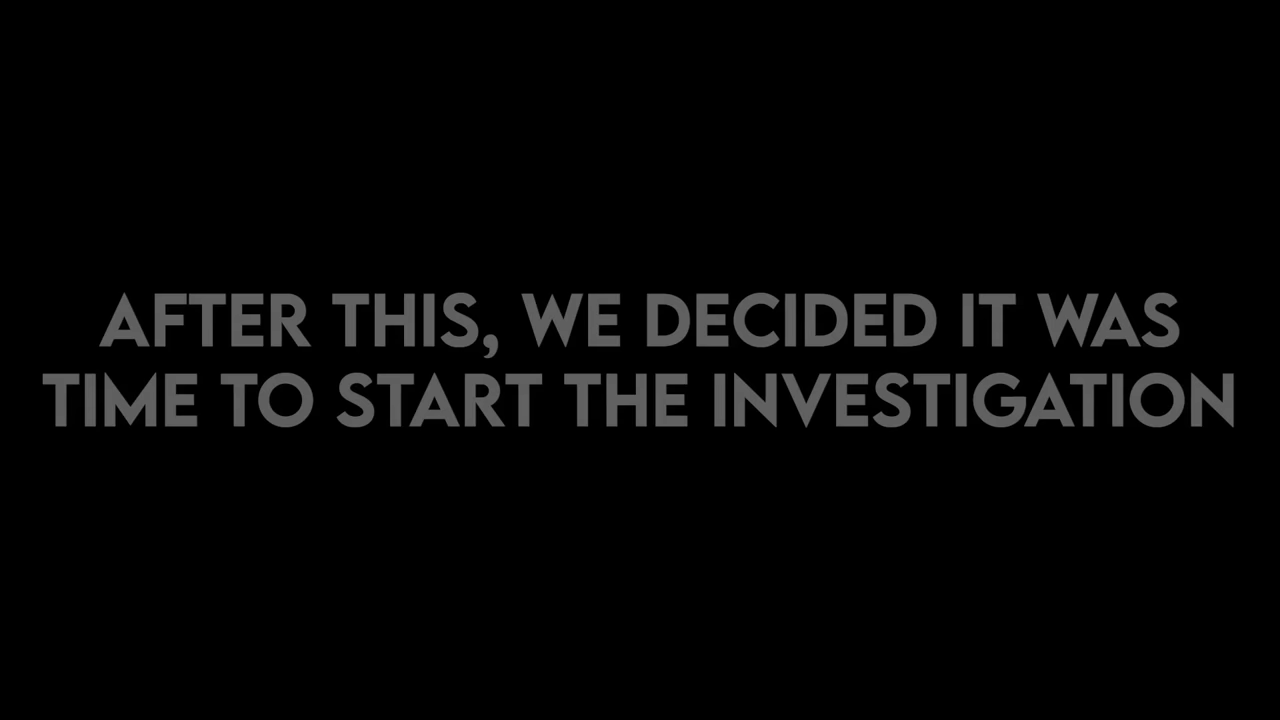 AFTER THIS, WE DECIDED IT WAS
TIME TO START THE INVESTIGATION